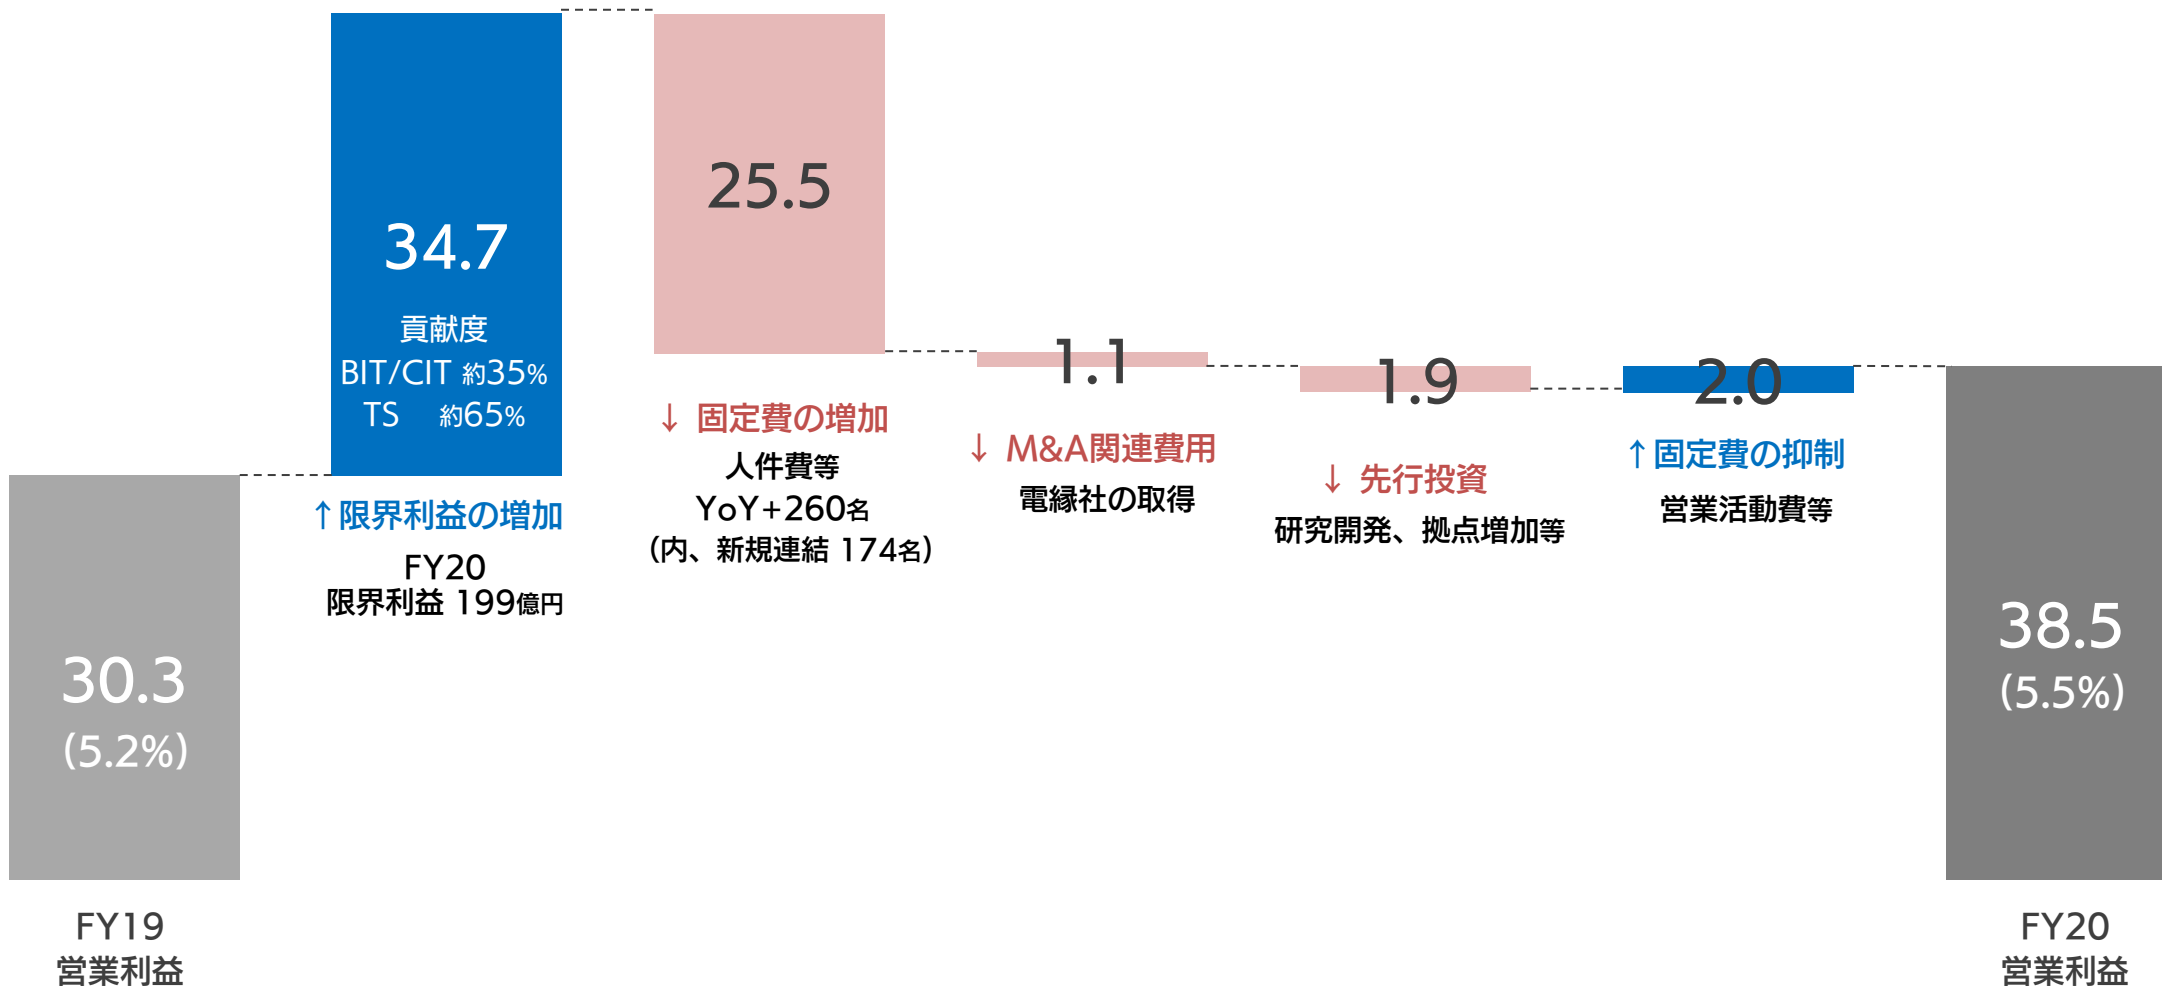 34.7
貢献度
BIT/CIT 約35%
TS 約65%
↑限界利益の増加
FY20
限界利益 199億円
25.5
↓ 固定費の増加
人件費等
YoY+260名
(内、新規連結 174名)
1.1
↓ M&A関連費用
電縁社の取得
1.9
↓ 先行投資
研究開発、拠点増加等
2.0
↑固定費の抑制
営業活動費等
30.3
(5.2%)
FY19
営業利益
38.5
(5.5%)
FY20
営業利益